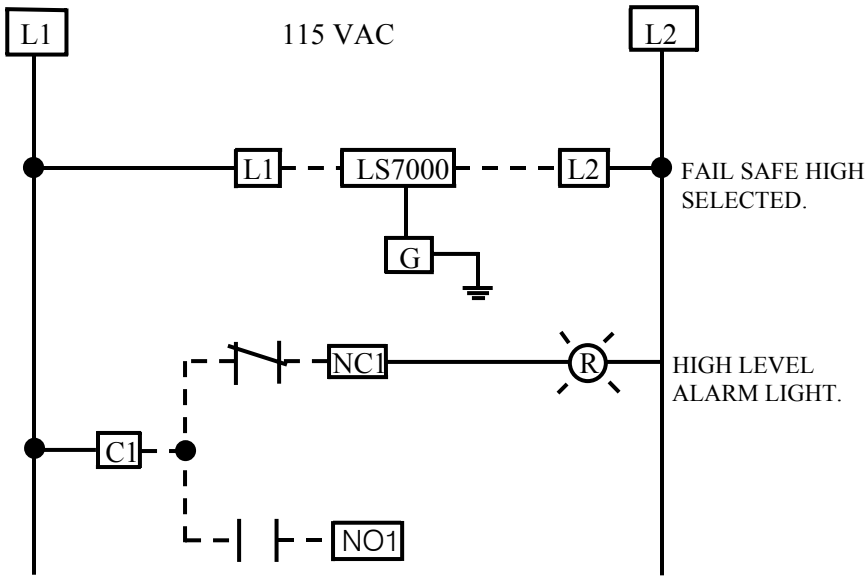 L1
115 VAC
L2
L1
LS7000
L2
FAIL SAFE HIGH
SELECTED.
G
NC1
R
HIGH LEVEL
ALARM LIGHT.
C1
NO1